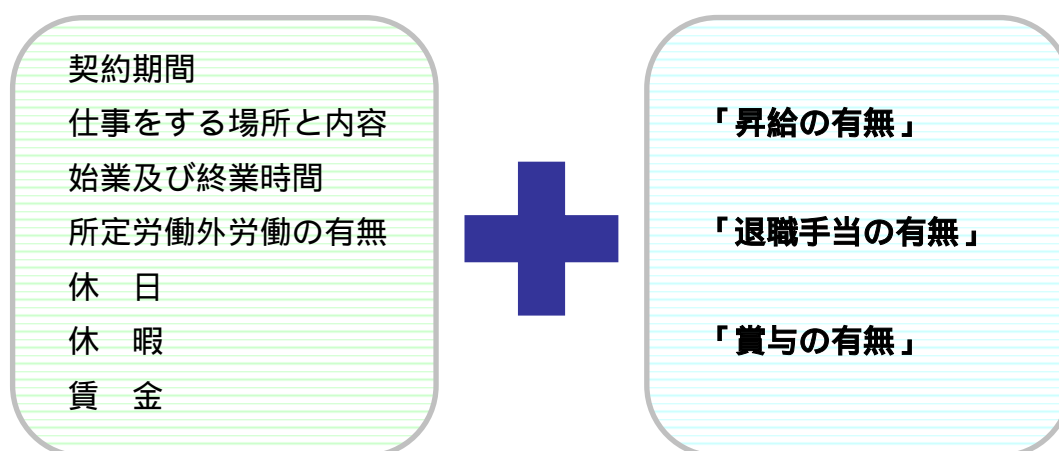 契約期間
仕事をする場所と内容
始業及び終業時間
所定労働外労働の有無
休　日
休　暇
賃　金
「昇給の有無」
「退職手当の有無」
「賞与の有無」